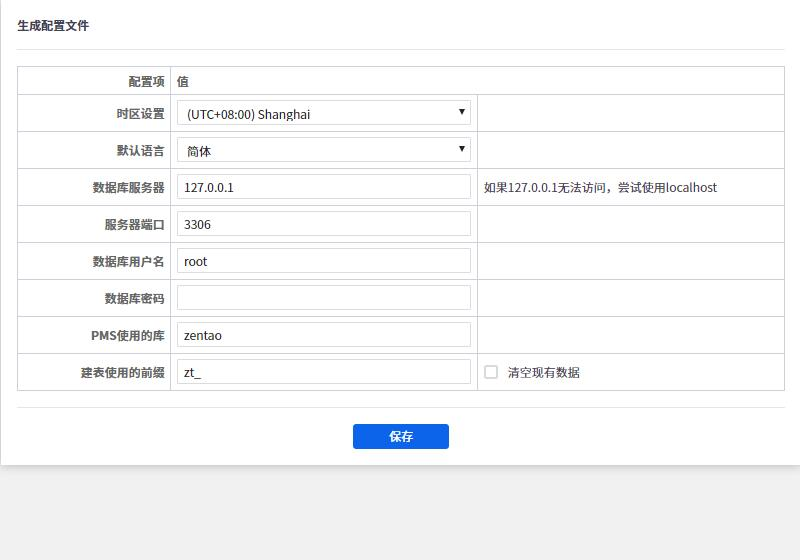 生成配置文件
配置项 值
时区设置 (UTC+08:00) Shanghai
默认语言 简体
数据库服务器 127.0.0.1 如果127.0.0.1无法访问，尝试使用localhost
服务器端口 3306
数据库用户名 root
数据库密码
PMS使用的库 zentao
建表使用的前缀 zt_ 清空现有数据
保存